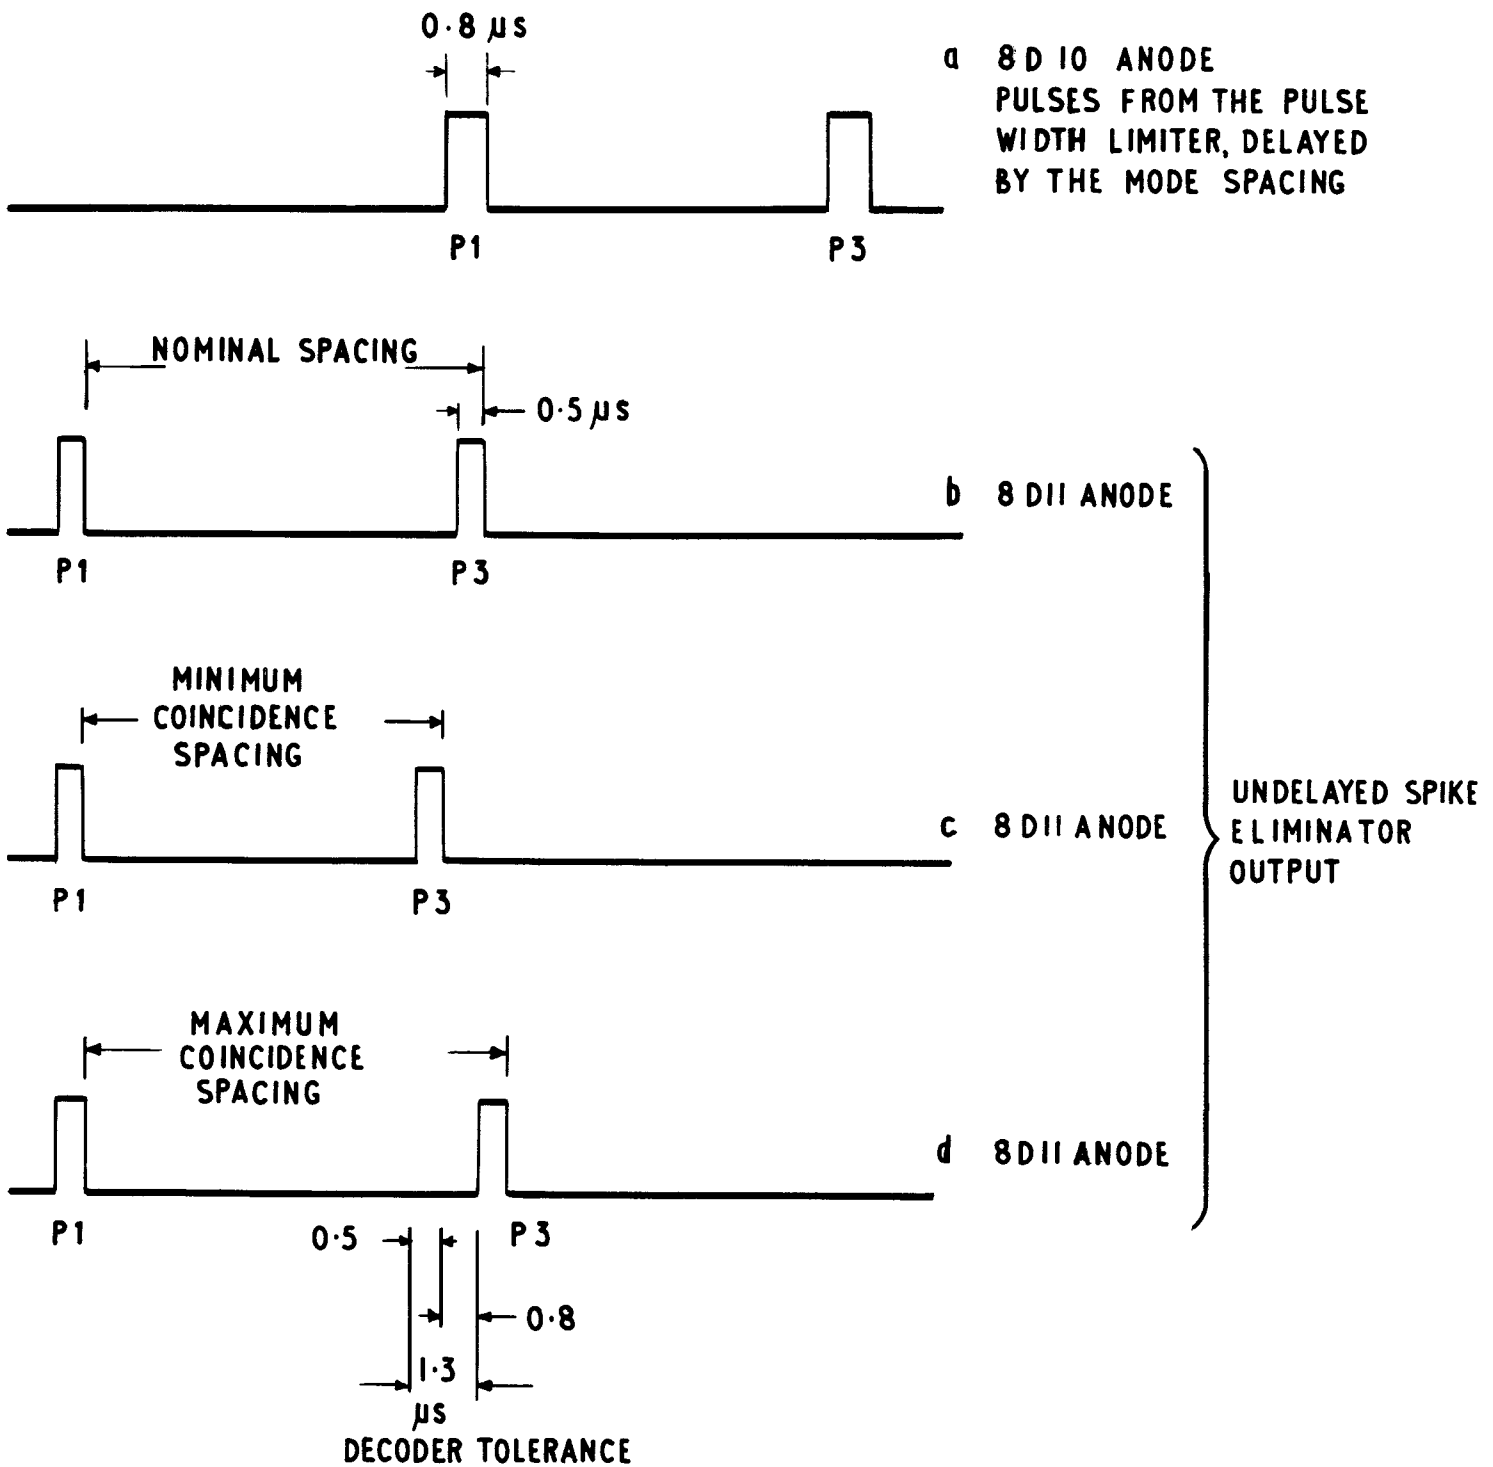 0·8 µs
a 8D10 ANODE
PULSES FROM THE PULSE
WIDTH LIMITER, DELAYED
BY THE MODE SPACING
P1
P3
NOMINAL SPACING
0·5 µs
b 8D11 ANODE
P1
P3
MINIMUM
COINCIDENCE
SPACING
c 8D11 ANODE
P1
P3
UNDELAYED SPIKE
ELIMINATOR
OUTPUT
MAXIMUM
COINCIDENCE
SPACING
d 8D11 ANODE
P1
0·5
P3
0·8
1·3
µs
DECODER TOLERANCE